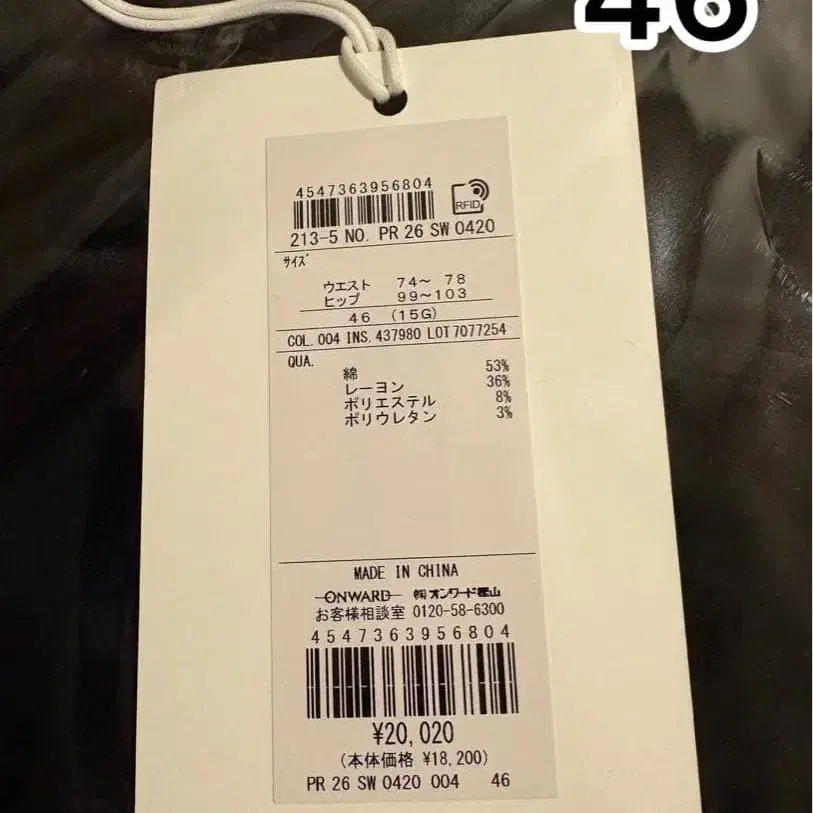 46
4547363956804
RFID
213-5 NO. PR 26 SW 0420
サイズ
ウエスト 74～ 78
ヒップ 99～103
46 (15G)
COL. 004 INS. 437980 LOT 7077254
QUA.
綿 53%
レーヨン 36%
ポリエステル 8%
ポリウレタン 3%
MADE IN CHINA
ONWARD ㈱オンワード樫山
お客様相談室 0120-58-6300
4547363956804
¥20,020
(本体価格 ¥18,200)
PR 26 SW 0420 004 46